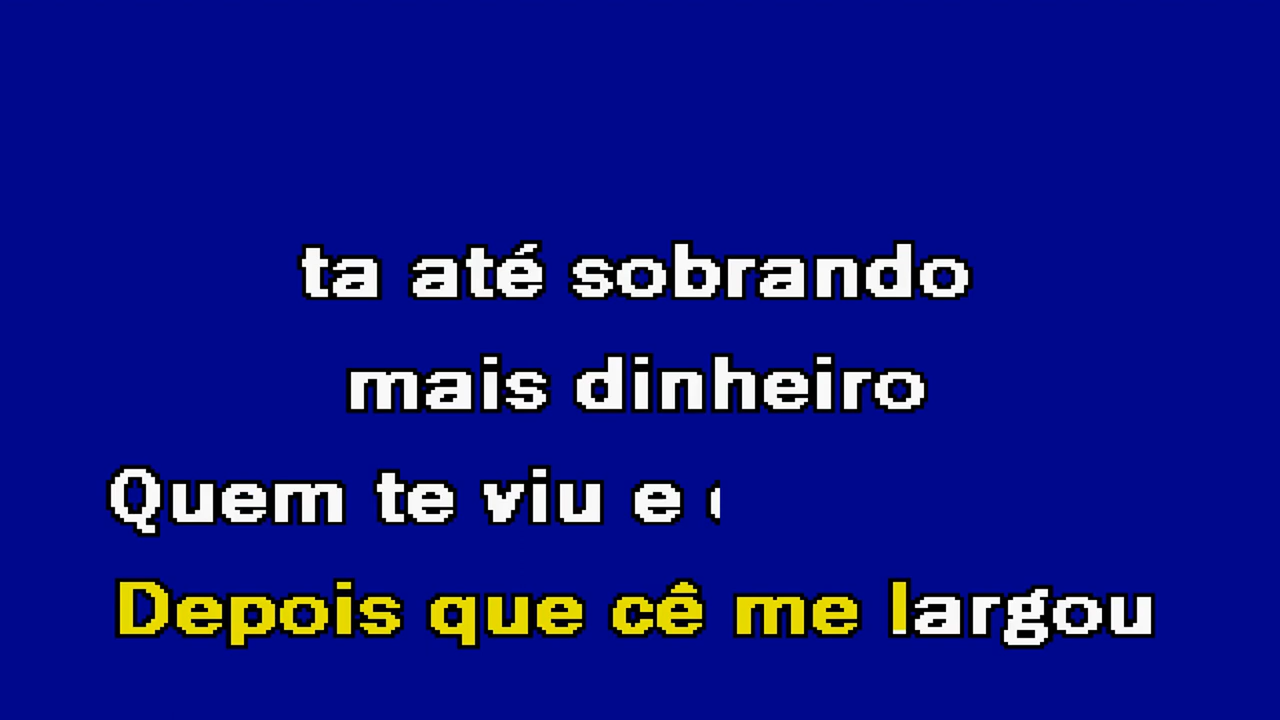 ta até sobrando
mais dinheiro
Quem te viu e
Depois que cê me largou